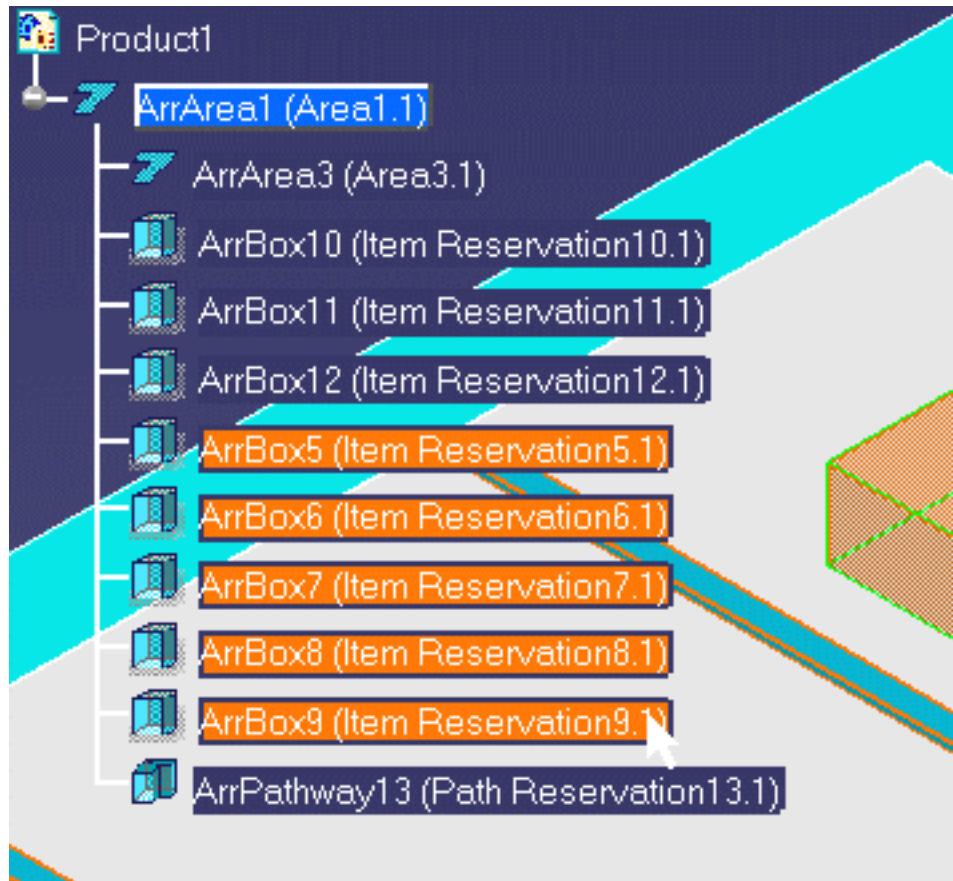 Product1
ArrArea1 (Area1.1)
ArrArea3 (Area3.1)
ArrBox10 (Item Reservation10.1)
ArrBox11 (Item Reservation11.1)
ArrBox12 (Item Reservation12.1)
ArrBox5 (Item Reservation5.1)
ArrBox6 (Item Reservation6.1)
ArrBox7 (Item Reservation7.1)
ArrBox8 (Item Reservation8.1)
ArrBox9 (Item Reservation9.1)
ArrPathway13 (Path Reservation13.1)